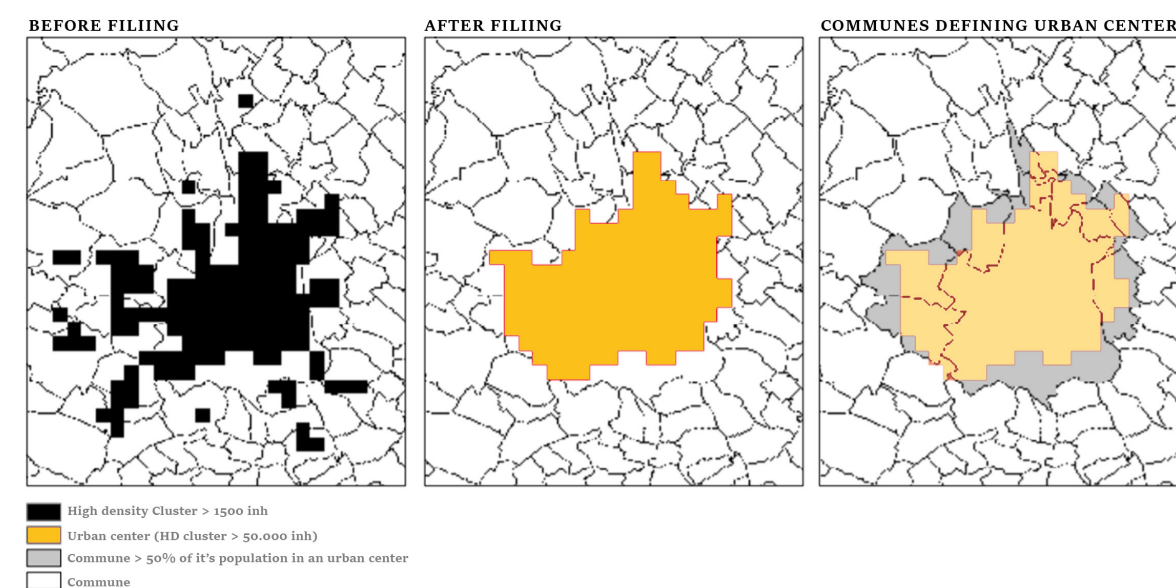 BEFORE FILIING
AFTER FILIING
COMMUNES DEFINING URBAN CENTER
High density Cluster > 1500 inh
Urban center (HD cluster > 50.000 inh)
Commune > 50% of it's population in an urban center
Commune